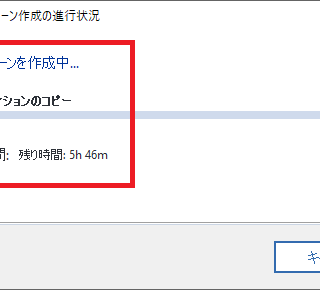 ーン作成の進行状況
ーンを作成中...
ィションのコピー
間: 残り時間: 5h 46m
キ